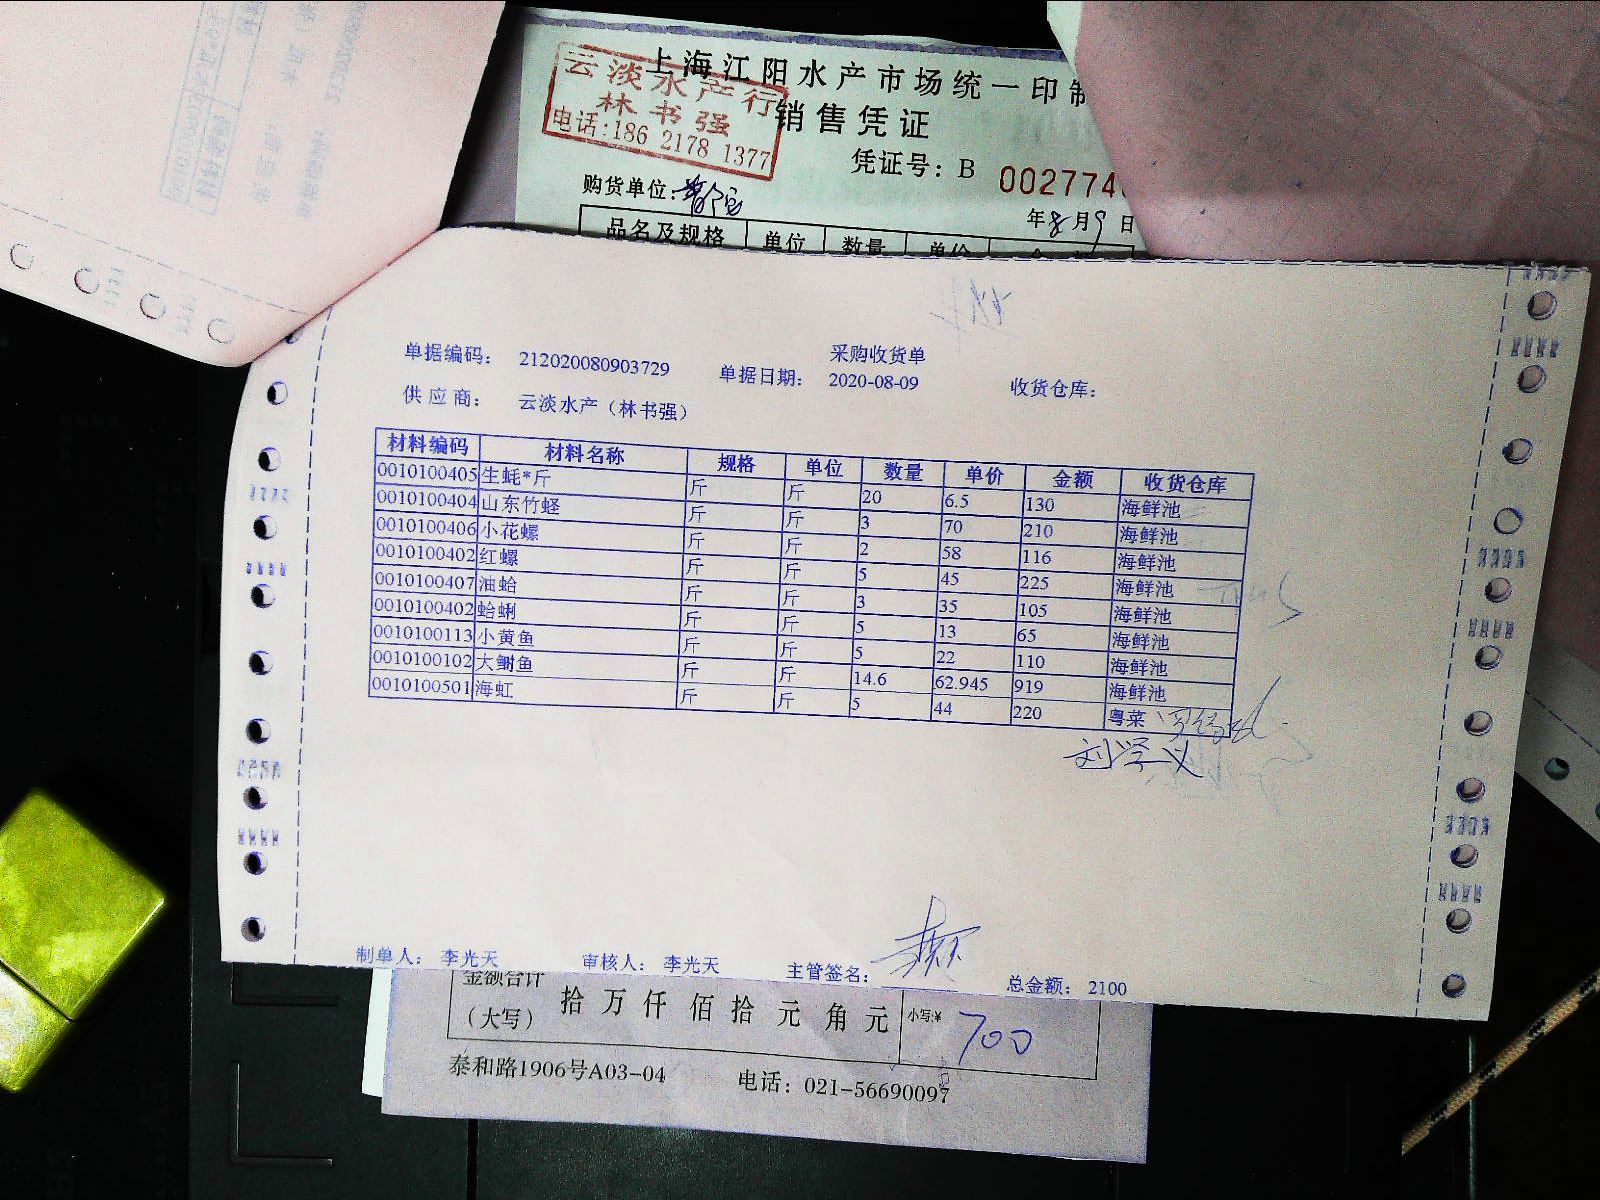 上海江阳水产市场统一印制
云淡水产行
林书强
电话:186 2178 1377
销售凭证
凭证号: B 002774
购货单位:
年8月9日
品名及规格 单位 数量 单价 金
采购收货单
单据编码: 212020080903729 单据日期: 2020-08-09 收货仓库:
供应商: 云淡水产（林书强）
材料编码 材料名称 规格 单位 数量 单价 金额 收货仓库
0010100405 生蚝*斤 斤 斤 20 6.5 130 海鲜池
0010100404 山东竹蛏 斤 斤 3 70 210 海鲜池
0010100406 小花螺 斤 斤 2 58 116 海鲜池
0010100402 红螺 斤 斤 5 45 225 海鲜池
0010100407 油蛤 斤 斤 3 35 105 海鲜池
0010100402 蛤蜊 斤 斤 5 13 65 海鲜池
0010100113 小黄鱼 斤 斤 5 22 110 海鲜池
0010100102 大鲥鱼 斤 斤 14.6 62.945 919 海鲜池
0010100501 海虹 斤 斤 5 44 220 粤菜
刘学义
制单人: 李光天 审核人: 李光天 主管签名: 总金额: 2100
金额合计
（大写） 拾万仟佰拾元角元 小写:¥ 700
泰和路1906号A03-04 电话: 021-56690097